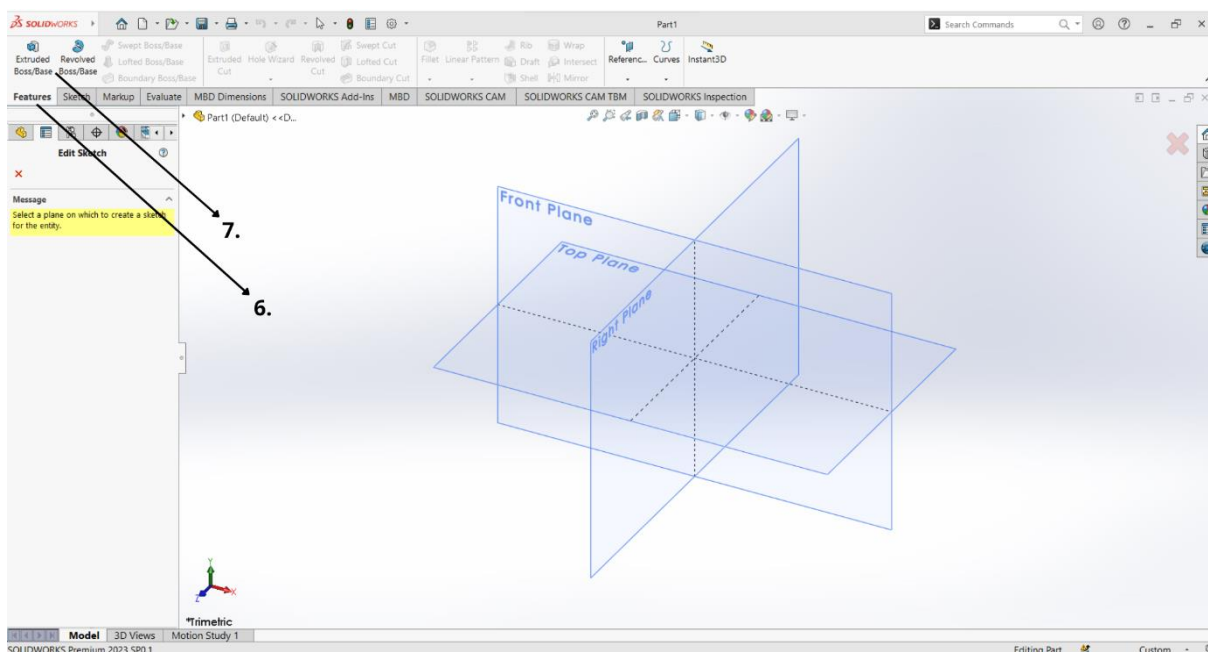 SOLIDWORKS
Part1
Search Commands
Extruded Boss/Base
Revolved Boss/Base
Swept Boss/Base
Lofted Boss/Base
Boundary Boss/Base
Extruded Cut
Hole Wizard
Revolved Cut
Swept Cut
Lofted Cut
Boundary Cut
Fillet
Linear Pattern
Rib
Draft
Shell
Wrap
Intersect
Mirror
Referenc...
Curves
Instant3D
Features
Sketch
Markup
Evaluate
MBD Dimensions
SOLIDWORKS Add-Ins
MBD
SOLIDWORKS CAM
SOLIDWORKS CAM TBM
SOLIDWORKS Inspection
Part1 (Default) <<D...
Edit Sketch
Message
Select a plane on which to create a sketch
for the entity.
7.
6.
Front Plane
Top Plane
Right Plane
Y
X
Z
*Trimetric
Model
3D Views
Motion Study 1
SOLIDWORKS Premium 2023 SP0.1
Editing Part
Custom